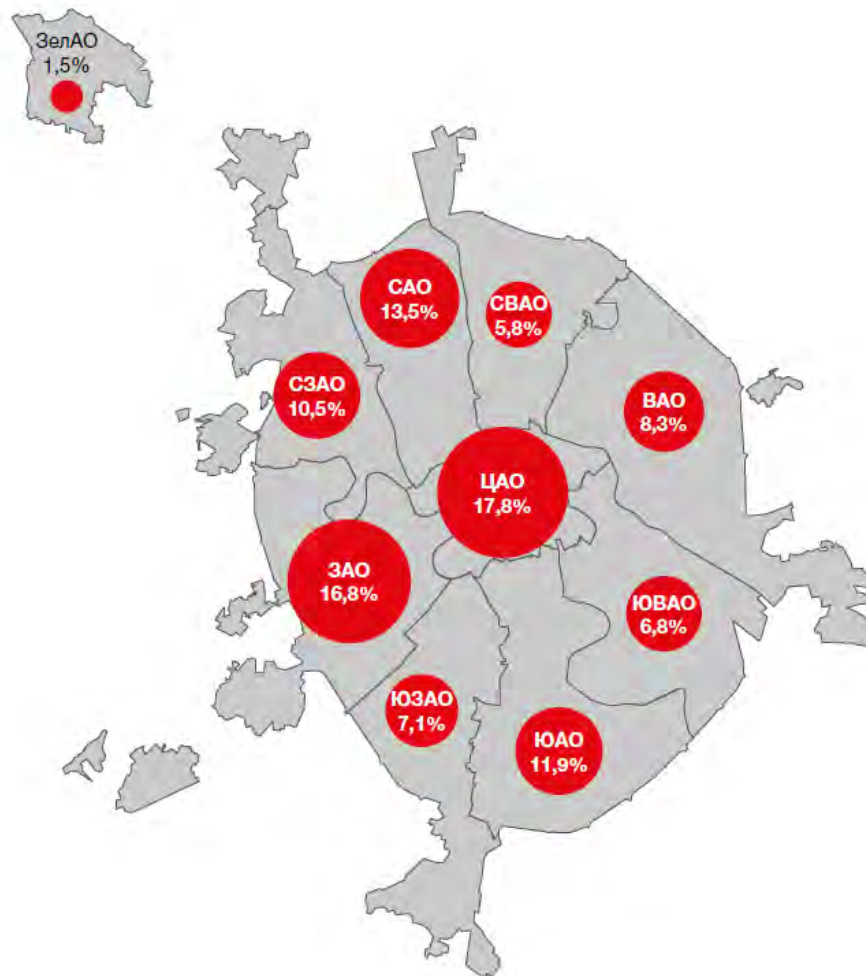 ЗелАО
1,5%
САО
13,5%
СВАО
5,8%
СЗАО
10,5%
ВАО
8,3%
ЦАО
17,8%
ЗАО
16,8%
ЮВАО
6,8%
ЮЗАО
7,1%
ЮАО
11,9%